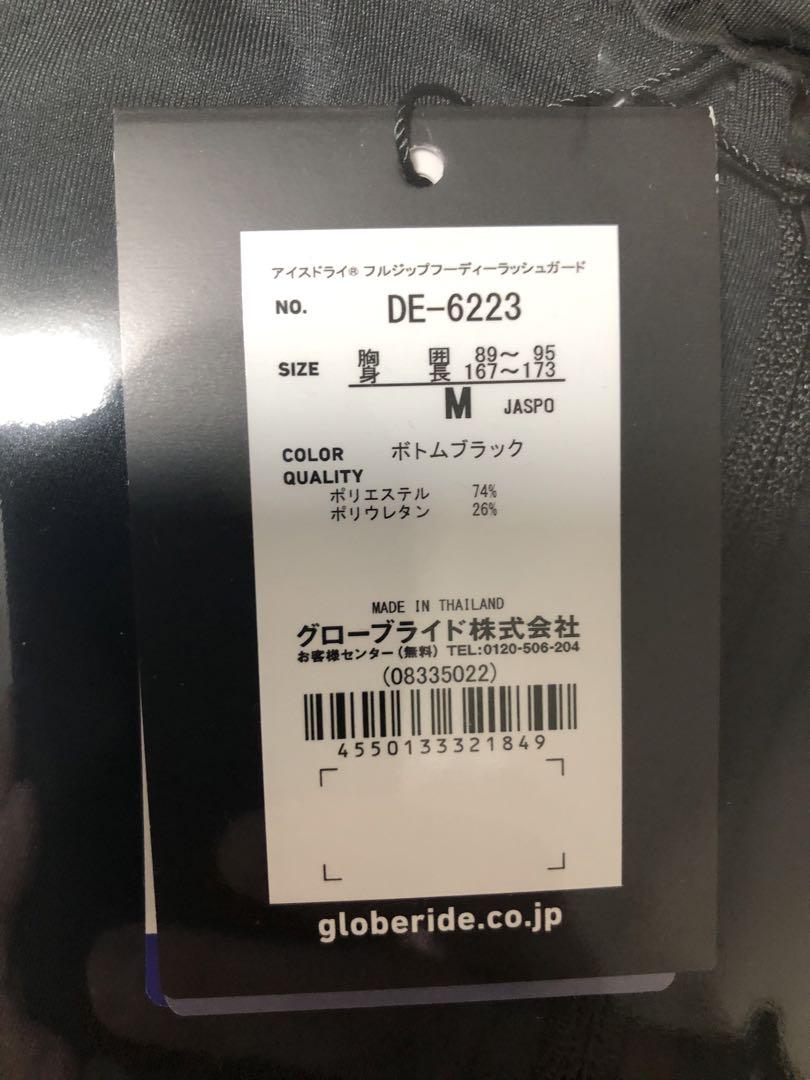 アイスドライ® フルジップフーディーラッシュガード
NO. DE-6223
SIZE 胸 囲 89～ 95
身 長 167～173
M JASPO
COLOR ボトムブラック
QUALITY
ポリエステル 74%
ポリウレタン 26%
MADE IN THAILAND
グローブライド株式会社
お客様センター(無料) TEL:0120-506-204
(08335022)
4550133321849
globeride.co.jp